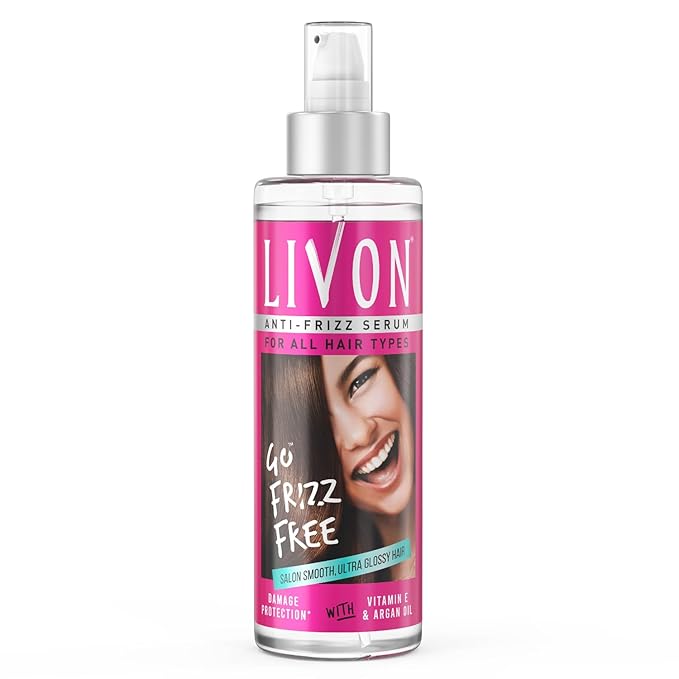 LIVON®
ANTI-FRIZZ SERUM
FOR ALL HAIR TYPES
GO™
FRIZZ
FREE
SALON SMOOTH, ULTRA GLOSSY HAIR
DAMAGE
PROTECTION*
WITH
VITAMIN E
& ARGAN OIL